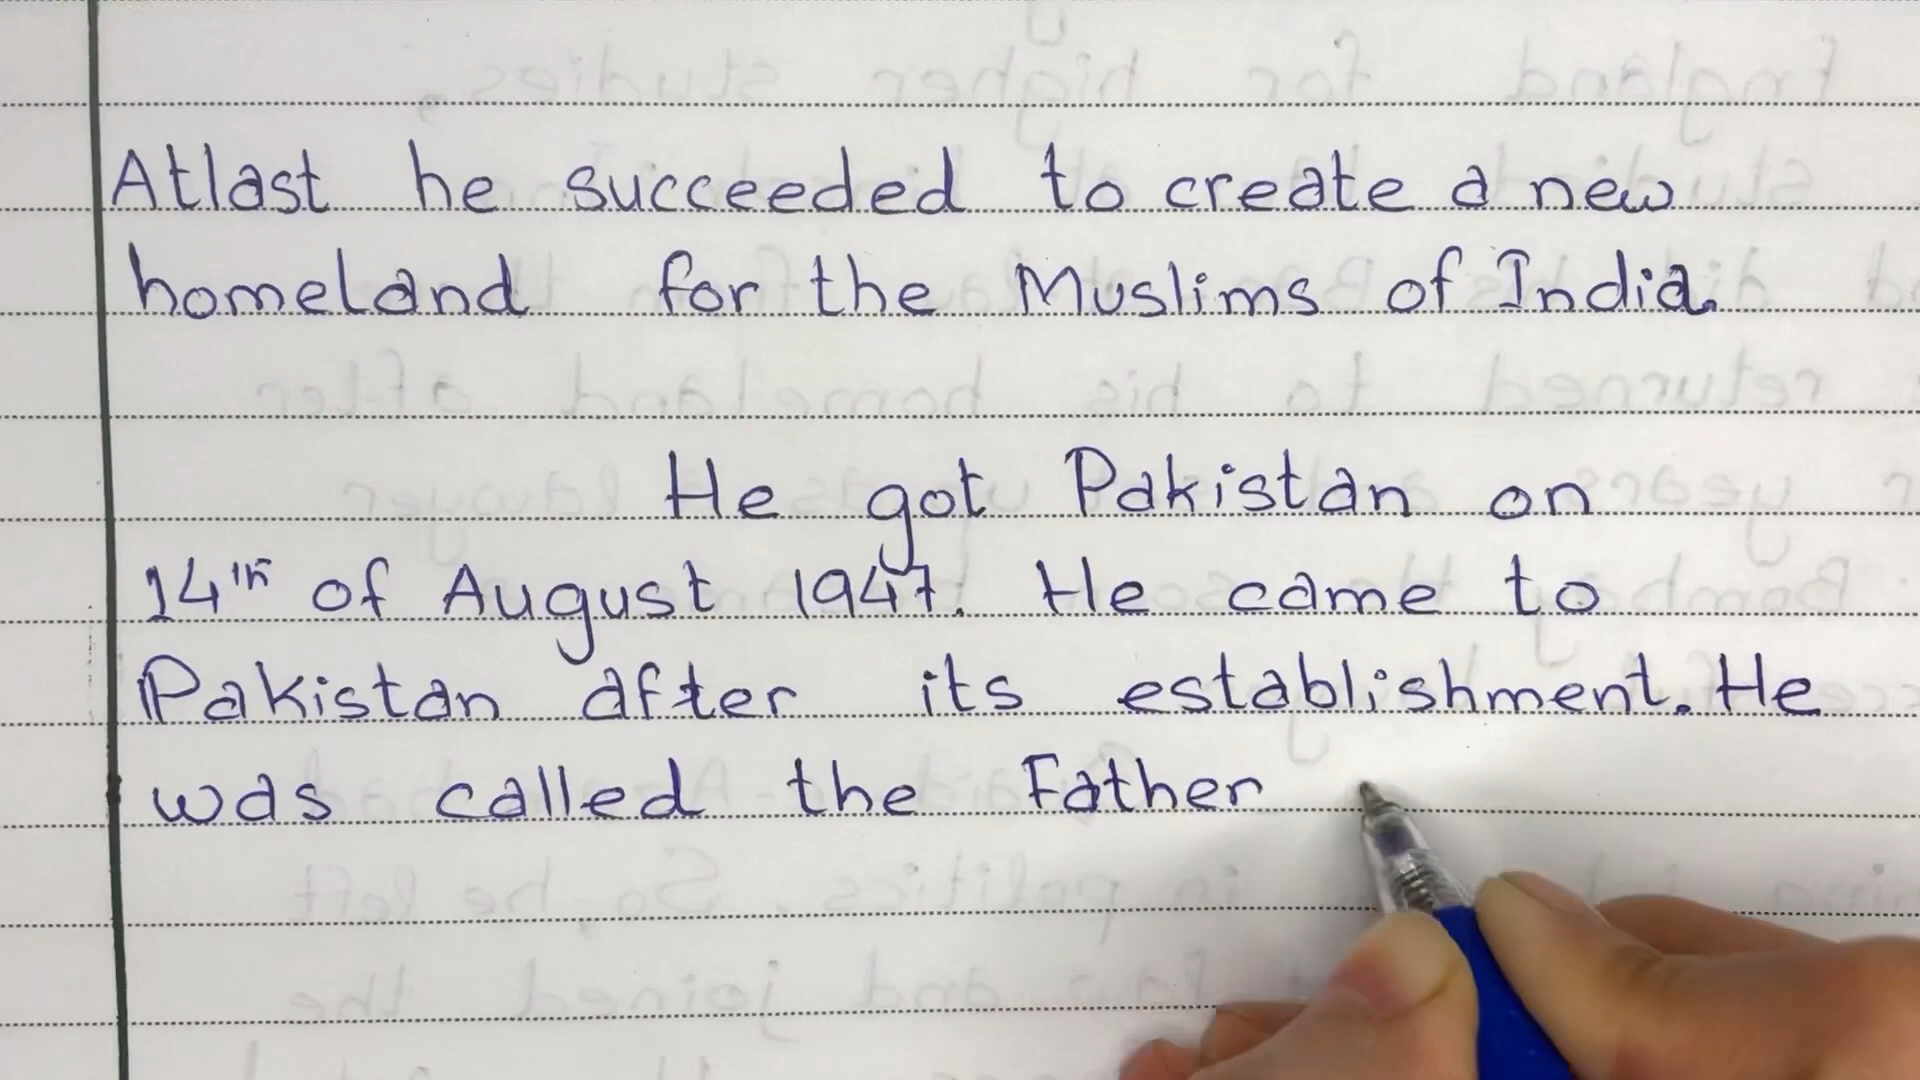 Atlast he succeeded to create a new
homeland for the Muslims of India.
He got Pakistan on
14th of August 1947. He came to
Pakistan after its establishment. He
was called the Father